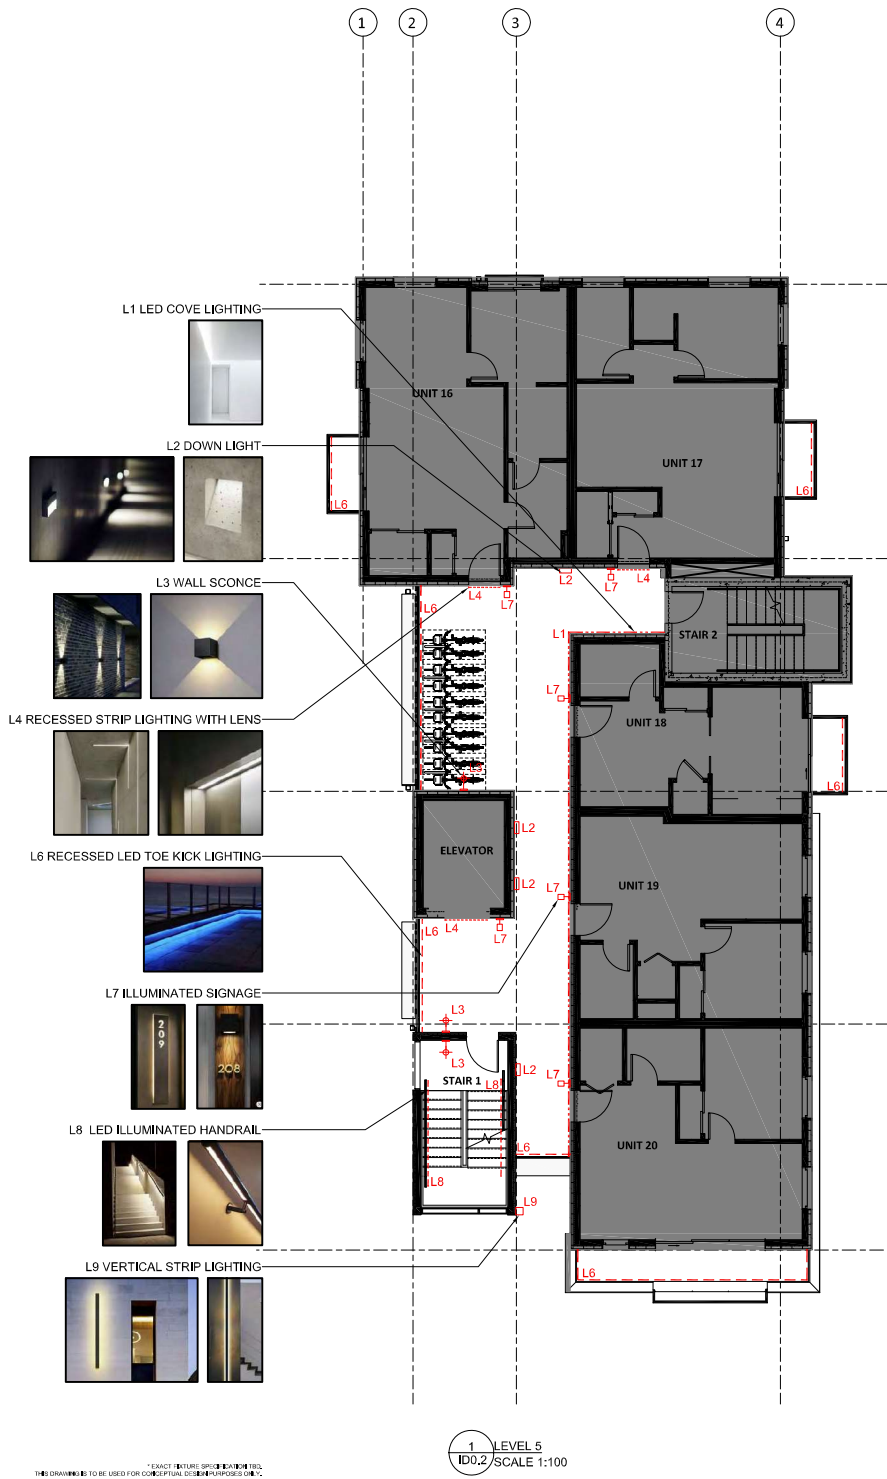 1
2
3
4
L1 LED COVE LIGHTING
L2 DOWN LIGHT
L3 WALL SCONCE
L4 RECESSED STRIP LIGHTING WITH LENS
L6 RECESSED LED TOE KICK LIGHTING
L7 ILLUMINATED SIGNAGE
209
208
L8 LED ILLUMINATED HANDRAIL
L9 VERTICAL STRIP LIGHTING
UNIT 16
UNIT 17
L6
L6
L4
L7
L2
L7
L4
L6
L1
STAIR 2
L7
UNIT 18
L3
L6
ELEVATOR
L2
L2
L7
UNIT 19
L6
L4
L7
L3
L3
STAIR 1
L2
L7
L8
UNIT 20
L6
L8
L9
L6
1
ID0.2
LEVEL 5
SCALE 1:100
* EXACT FIXTURE SPECIFICATION TBD.
THIS DRAWING IS TO BE USED FOR CONCEPTUAL DESIGN PURPOSES ONLY.